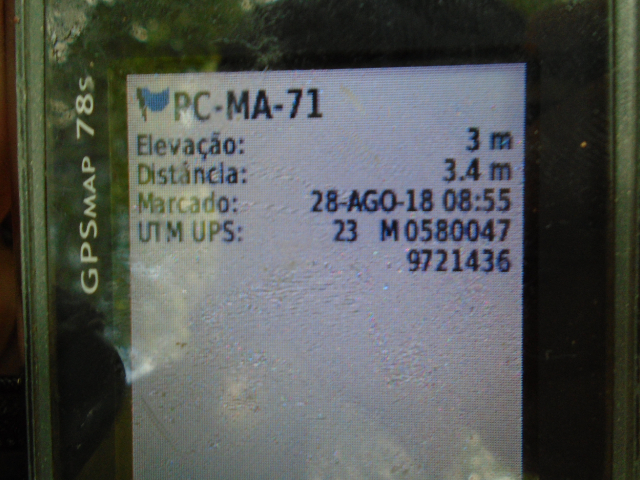 GPSMAP 78s
PC-MA-71
Elevação: 3 m
Distância: 3.4 m
Marcado: 28-AGO-18 08:55
UTM UPS: 23 M 0580047
9721436